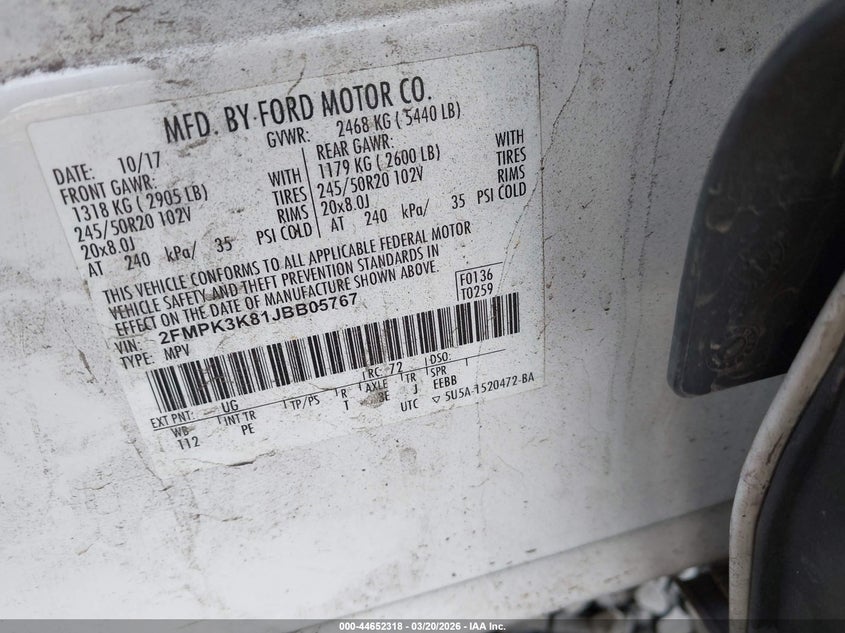 MFD. BY FORD MOTOR CO.
DATE: 10/17 GVWR: 2468 KG ( 5440 LB)
FRONT GAWR: REAR GAWR:
1318 KG ( 2905 LB) WITH 1179 KG ( 2600 LB) WITH
245/50R20 102V TIRES 245/50R20 102V TIRES
20x8.0J RIMS 20x8.0J RIMS
AT 240 kPa/ 35 PSI COLD AT 240 kPa/ 35 PSI COLD
THIS VEHICLE CONFORMS TO ALL APPLICABLE FEDERAL MOTOR
VEHICLE SAFETY AND THEFT PREVENTION STANDARDS IN
EFFECT ON THE DATE OF MANUFACTURE SHOWN ABOVE.
F0136
T0259
VIN: 2FMPK3K81JBB05767
TYPE: MPV
EXT PNT: UG RC: 72 DSO:
WB INT TR TP/PS R AXLE TR SPR
112 PE T 3E J EEBB
UTC ▽ 5U5A-1520472-BA
000-44652318 - 03/20/2026 - IAA Inc.